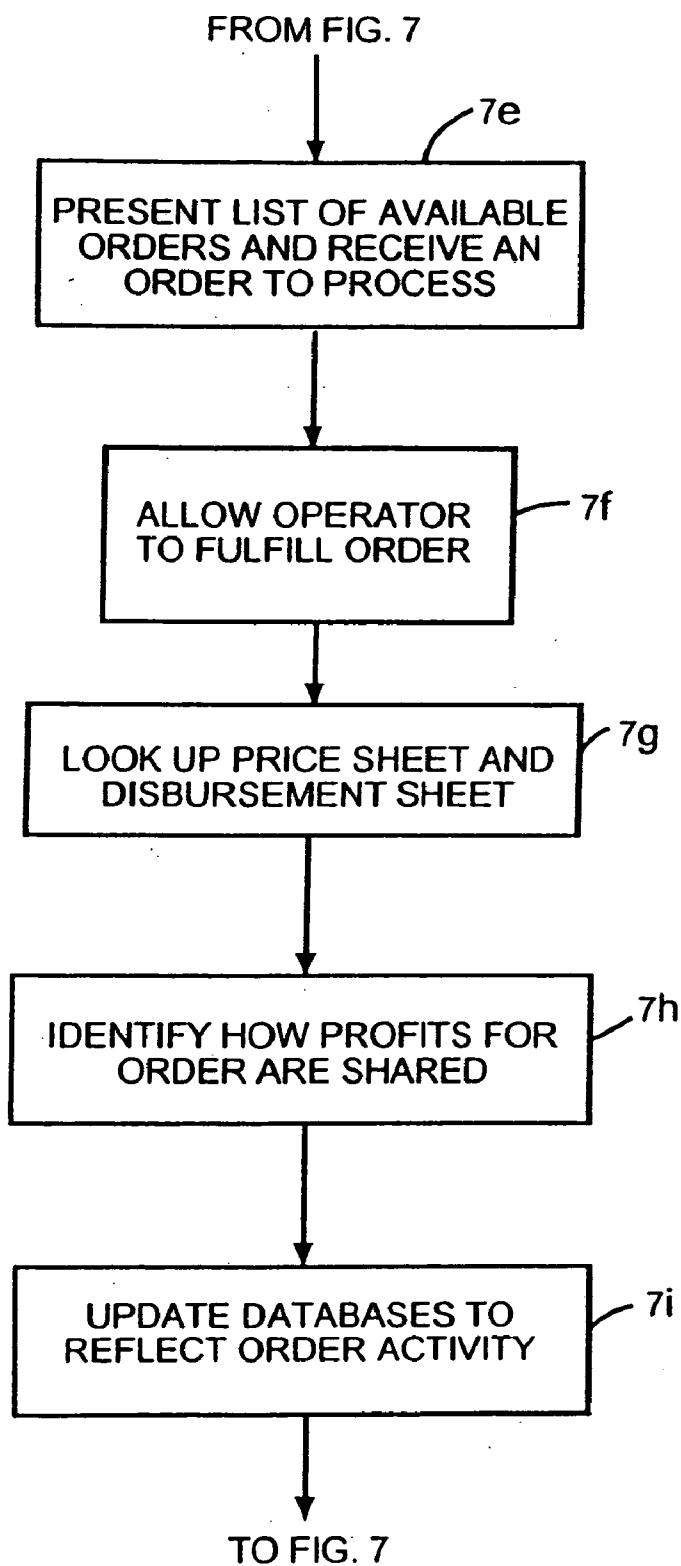 FROM FIG. 7
7e
PRESENT LIST OF AVAILABLE
ORDERS AND RECEIVE AN
ORDER TO PROCESS
7f
ALLOW OPERATOR
TO FULFILL ORDER
7g
LOOK UP PRICE SHEET AND
DISBURSEMENT SHEET
7h
IDENTIFY HOW PROFITS FOR
ORDER ARE SHARED
7i
UPDATE DATABASES TO
REFLECT ORDER ACTIVITY
TO FIG. 7